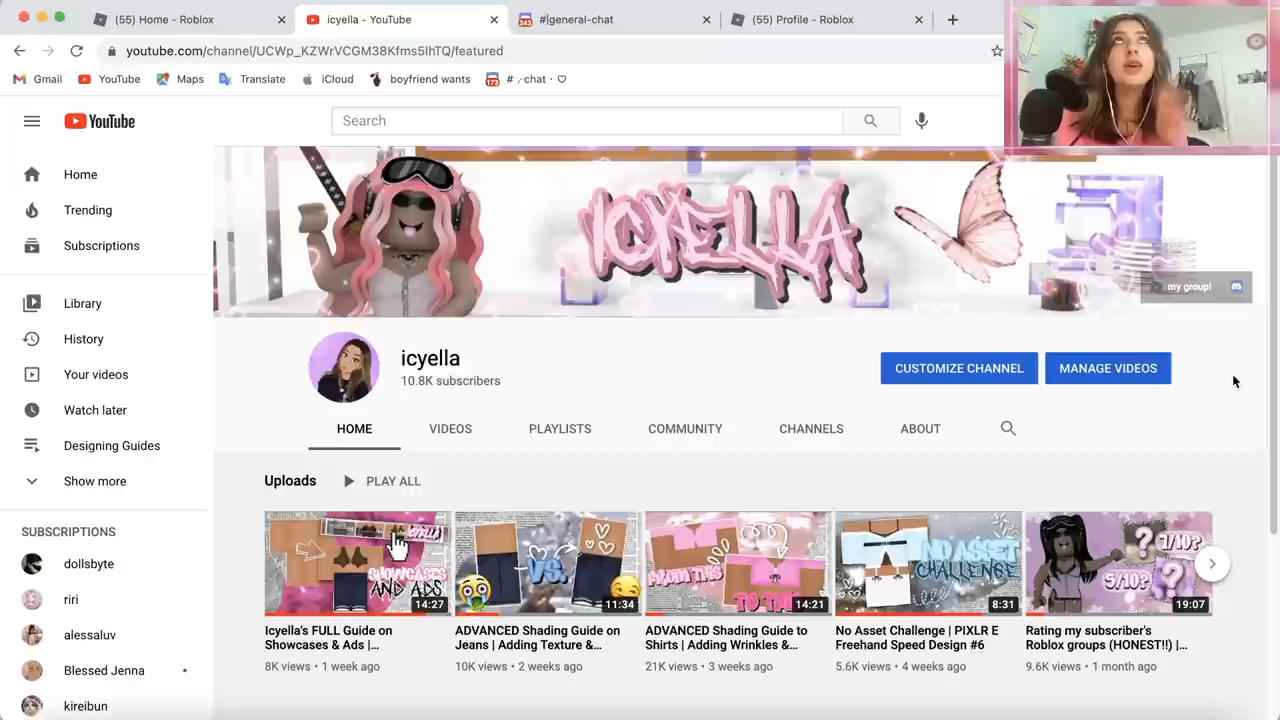 (55) Home - Roblox
icyella - YouTube
243
#|general-chat
(55) Profile - Roblox
youtube.com/channel/UCWp_KZWrVCGM38Kfms5IhTQ/featured
Gmail
YouTube
Maps
Translate
iCloud
boyfriend wants
173
chat
YouTube
Search
Home
Trending
Subscriptions
Library
History
Your videos
Watch later
Designing Guides
Show more
SUBSCRIPTIONS
dollsbyte
riri
alessaluv
Blessed Jenna
kireibun
ICYELLA
my group!
icyella
10.8K subscribers
CUSTOMIZE CHANNEL
MANAGE VIDEOS
HOME
VIDEOS
PLAYLISTS
COMMUNITY
CHANNELS
ABOUT
Uploads
PLAY ALL
SHOWCASES
AND ADS
14:27
VS.
11:34
FROM THIS
TO THIS
14:21
NO ASSET
CHALLENGE
8:31
?
1/10?
5/10?
?
19:07
Icyella's FULL Guide on
Showcases & Ads |...
8K views • 1 week ago
ADVANCED Shading Guide on
Jeans | Adding Texture &...
10K views • 2 weeks ago
ADVANCED Shading Guide to
Shirts | Adding Wrinkles &...
21K views • 3 weeks ago
No Asset Challenge | PIXLR E
Freehand Speed Design #6
5.6K views • 4 weeks ago
Rating my subscriber's
Roblox groups (HONEST!!) |...
9.6K views • 1 month ago